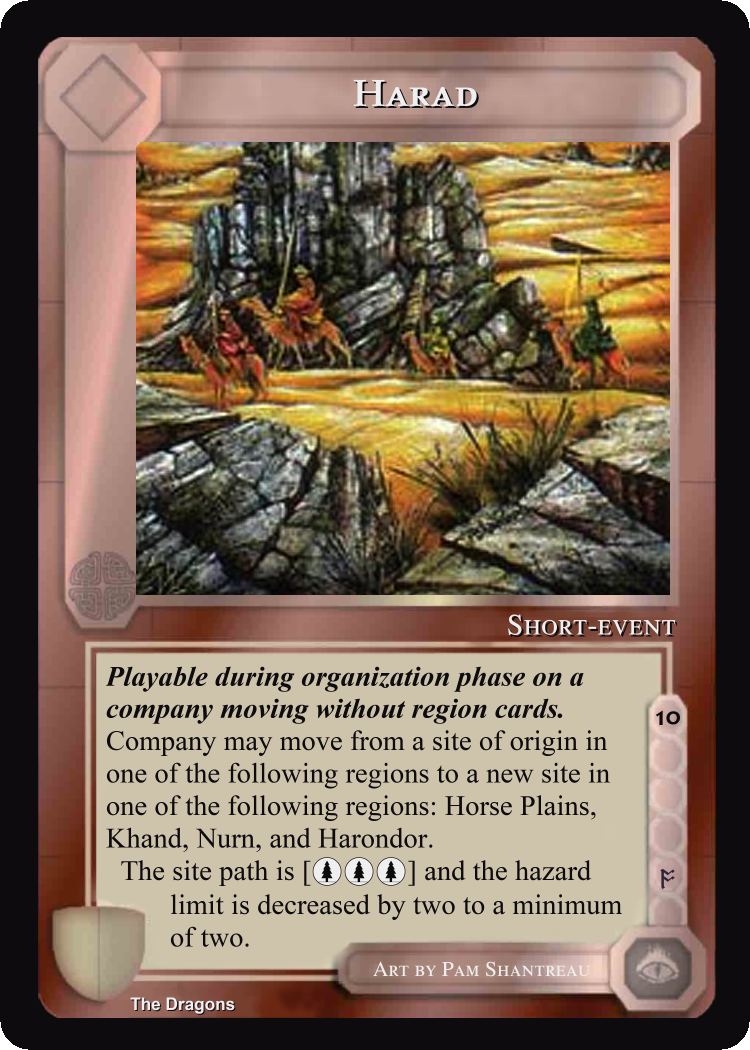 Harad
Short-event
Playable during organization phase on a
company moving without region cards.
Company may move from a site of origin in
one of the following regions to a new site in
one of the following regions: Horse Plains,
Khand, Nurn, and Harondor.
The site path is [ ] and the hazard
limit is decreased by two to a minimum
of two.
10
Art by Pam Shantreau
The Dragons